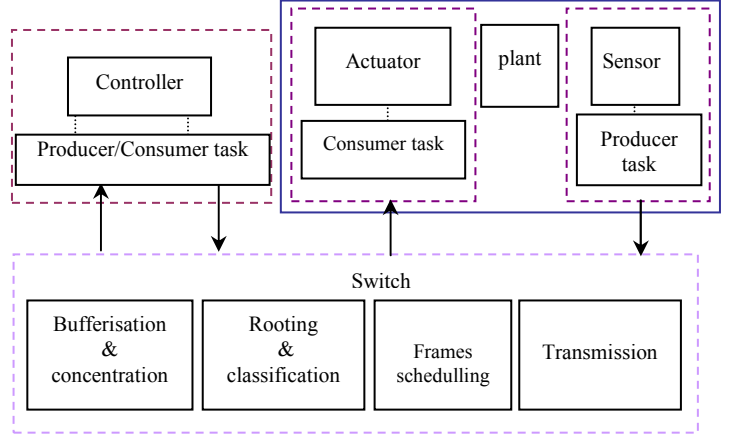 Controller
Producer/Consumer task
Actuator
Consumer task
plant
Sensor
Producer
task
Switch
Bufferisation
&
concentration
Rooting
&
classification
Frames
schedulling
Transmission